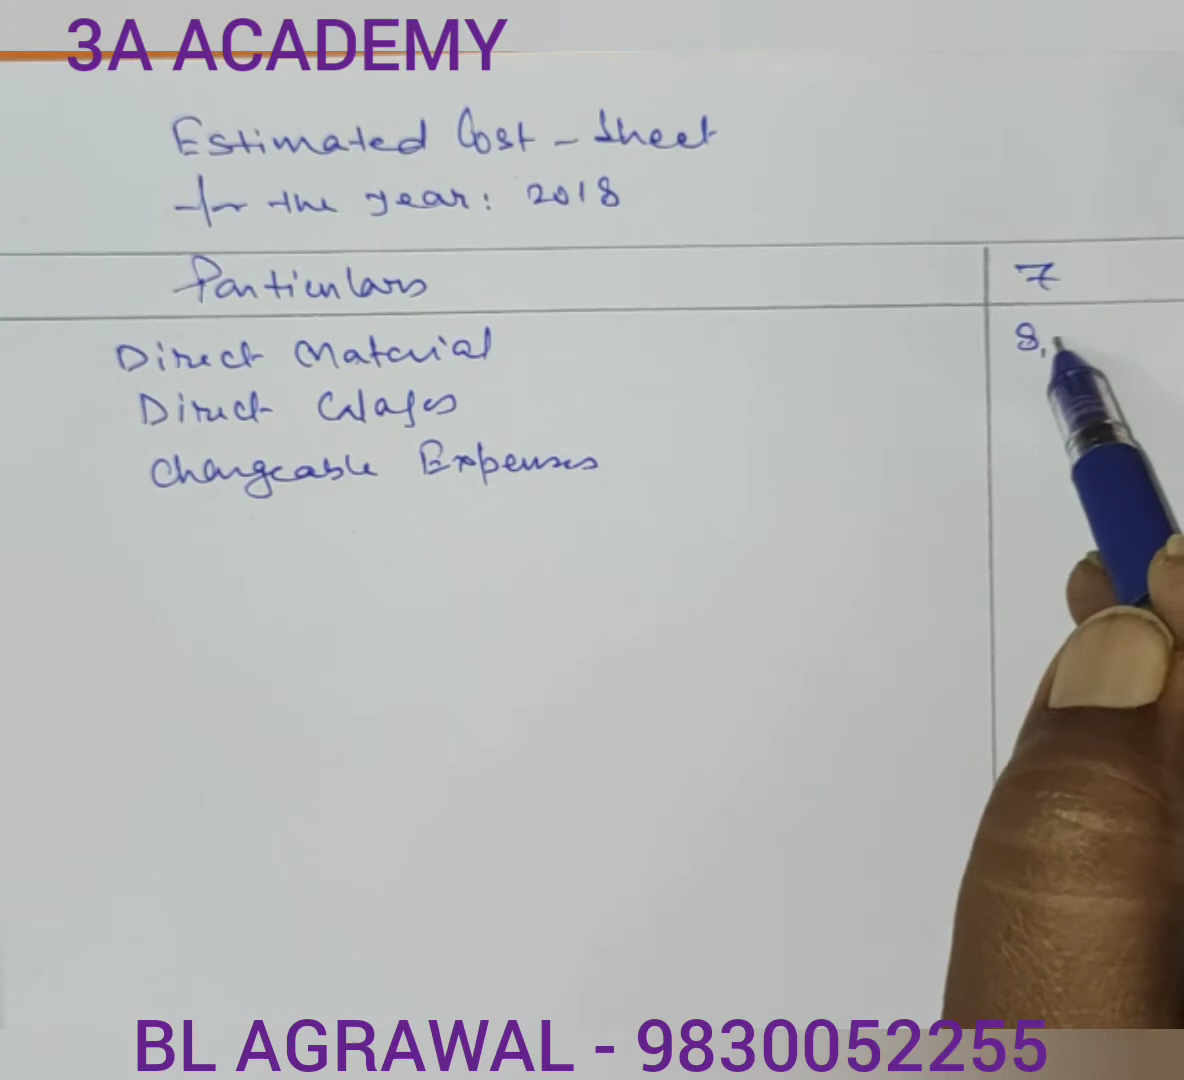 3A ACADEMY
Estimated Cost - Sheet
for the year: 2018
Particulars ₹
Direct Material 8,
Direct Wages
Chargeable Expenses
BL AGRAWAL - 9830052255